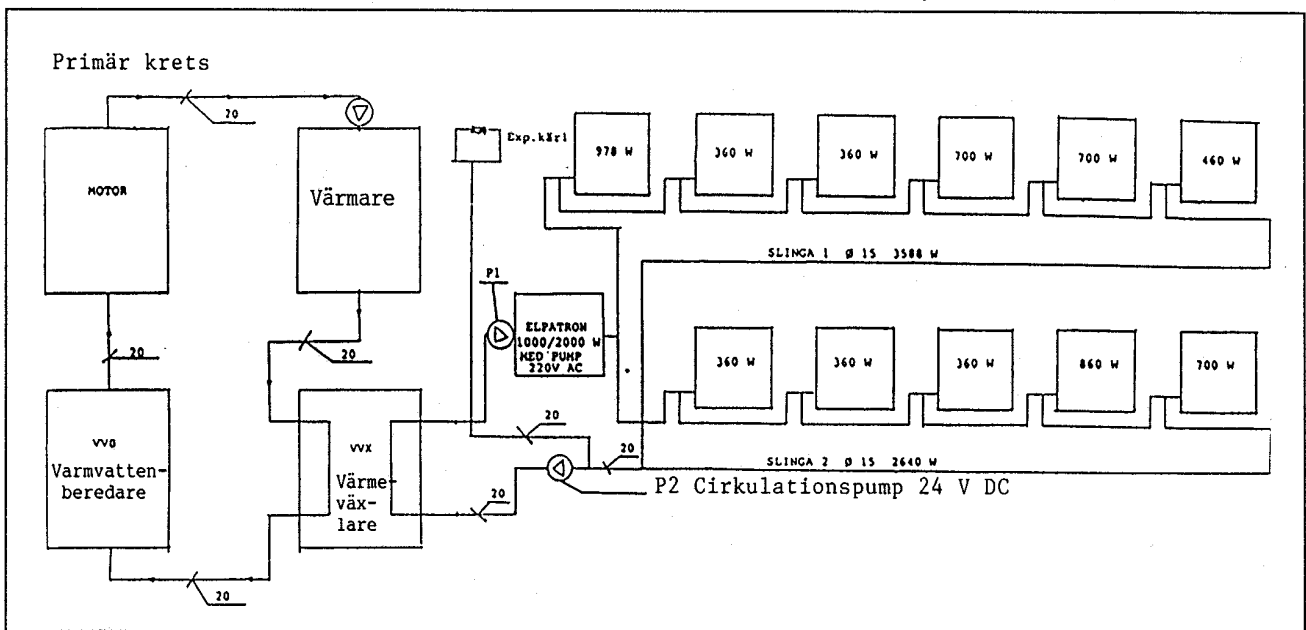 Primär krets
20
MOTOR
Värmare
Exp.kärl
978 W
360 W
360 W
700 W
700 W
460 W
SLINGA 1 Ø 15 3588 W
P1
ELPATRON
1000/2000 W
MED PUMP
220V AC
20
20
360 W
360 W
360 W
860 W
700 W
VVB
Varmvatten-
beredare
VVX
Värme-
väx-
lare
20
20
SLINGA 2 Ø 15 2640 W
P2 Cirkulationspump 24 V DC
20
20